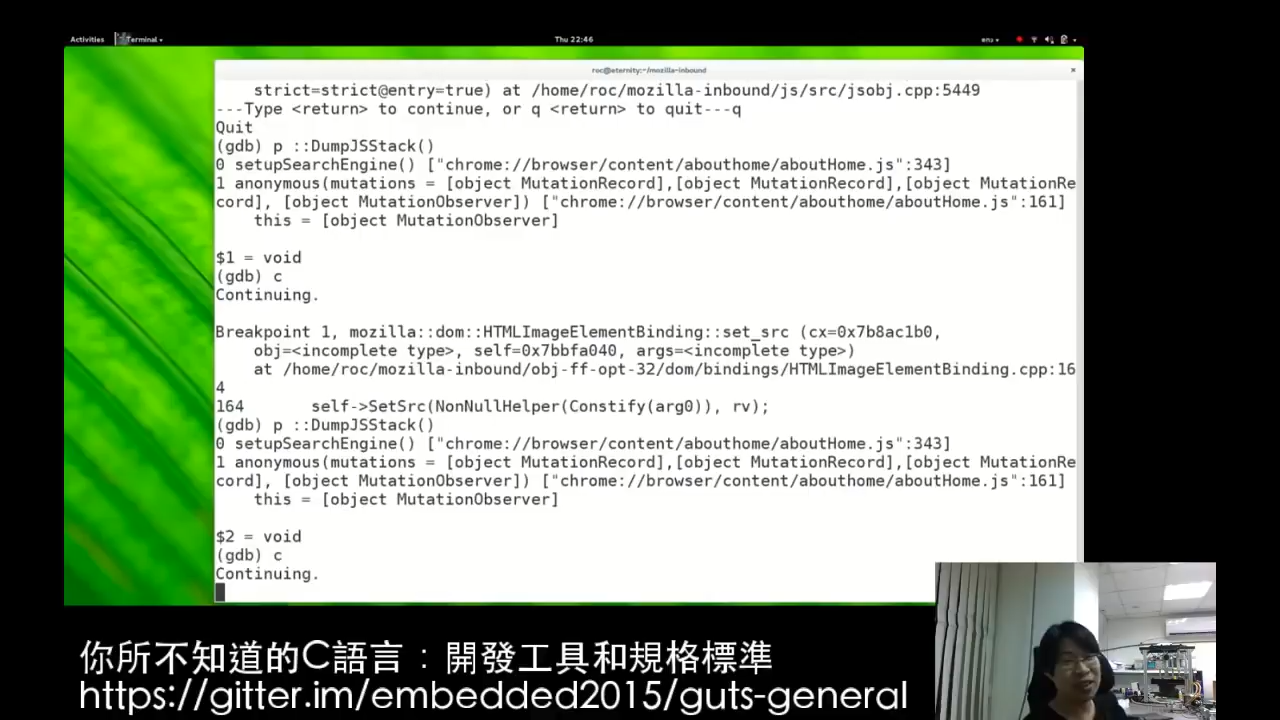 Activities Terminal Thu 22:46
roc@eternity:~/mozilla-inbound
strict=strict@entry=true) at /home/roc/mozilla-inbound/js/src/jsobj.cpp:5449
---Type <return> to continue, or q <return> to quit---q
Quit
(gdb) p ::DumpJSStack()
0 setupSearchEngine() ["chrome://browser/content/abouthome/aboutHome.js":343]
1 anonymous(mutations = [object MutationRecord],[object MutationRecord],[object MutationRe
cord], [object MutationObserver]) ["chrome://browser/content/abouthome/aboutHome.js":161]
this = [object MutationObserver]
$1 = void
(gdb) c
Continuing.
Breakpoint 1, mozilla::dom::HTMLImageElementBinding::set_src (cx=0x7b8ac1b0,
obj=<incomplete type>, self=0x7bbfa040, args=<incomplete type>)
at /home/roc/mozilla-inbound/obj-ff-opt-32/dom/bindings/HTMLImageElementBinding.cpp:16
4
164 self->SetSrc(NonNullHelper(Constify(arg0)), rv);
(gdb) p ::DumpJSStack()
0 setupSearchEngine() ["chrome://browser/content/abouthome/aboutHome.js":343]
1 anonymous(mutations = [object MutationRecord],[object MutationRecord],[object MutationRe
cord], [object MutationObserver]) ["chrome://browser/content/abouthome/aboutHome.js":161]
this = [object MutationObserver]
$2 = void
(gdb) c
Continuing.
你所不知道的C語言：開發工具和規格標準
https://gitter.im/embedded2015/guts-general